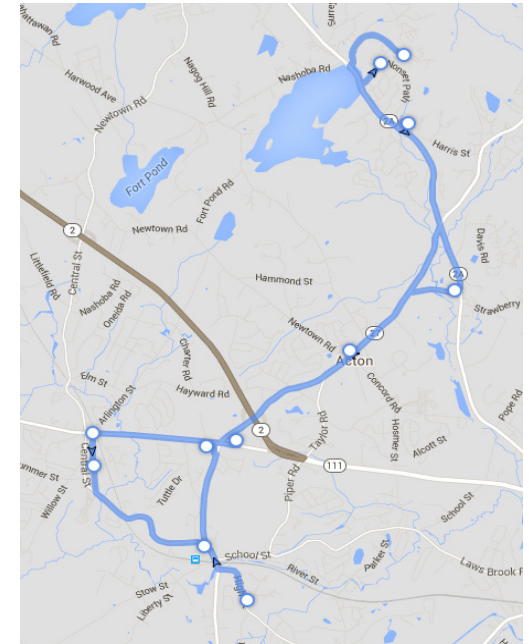 Nashoba Rd
Nagog Hill Rd
Harwood Ave
Newtown Rd
Nonset Path
2A
Harris St
Fort Pond
Fort Pond Rd
2
Newtown Rd
Davis Rd
Central St
Littlefield Rd
Hammond St
2A
Nashoba Rd
Oneida Rd
Strawberry
Newtown Rd
27
Charter Rd
Acton
Elm St
Hayward Rd
Concord Rd
Pope Rd
Arlington St
Taylor Rd
Hosmer St
2
Alcott St
Central St
111
Piper Rd
Tuttle Dr
Willow St
School St
School St
Parker St
Laws Brook R
River St
Stow St
Liberty St
High